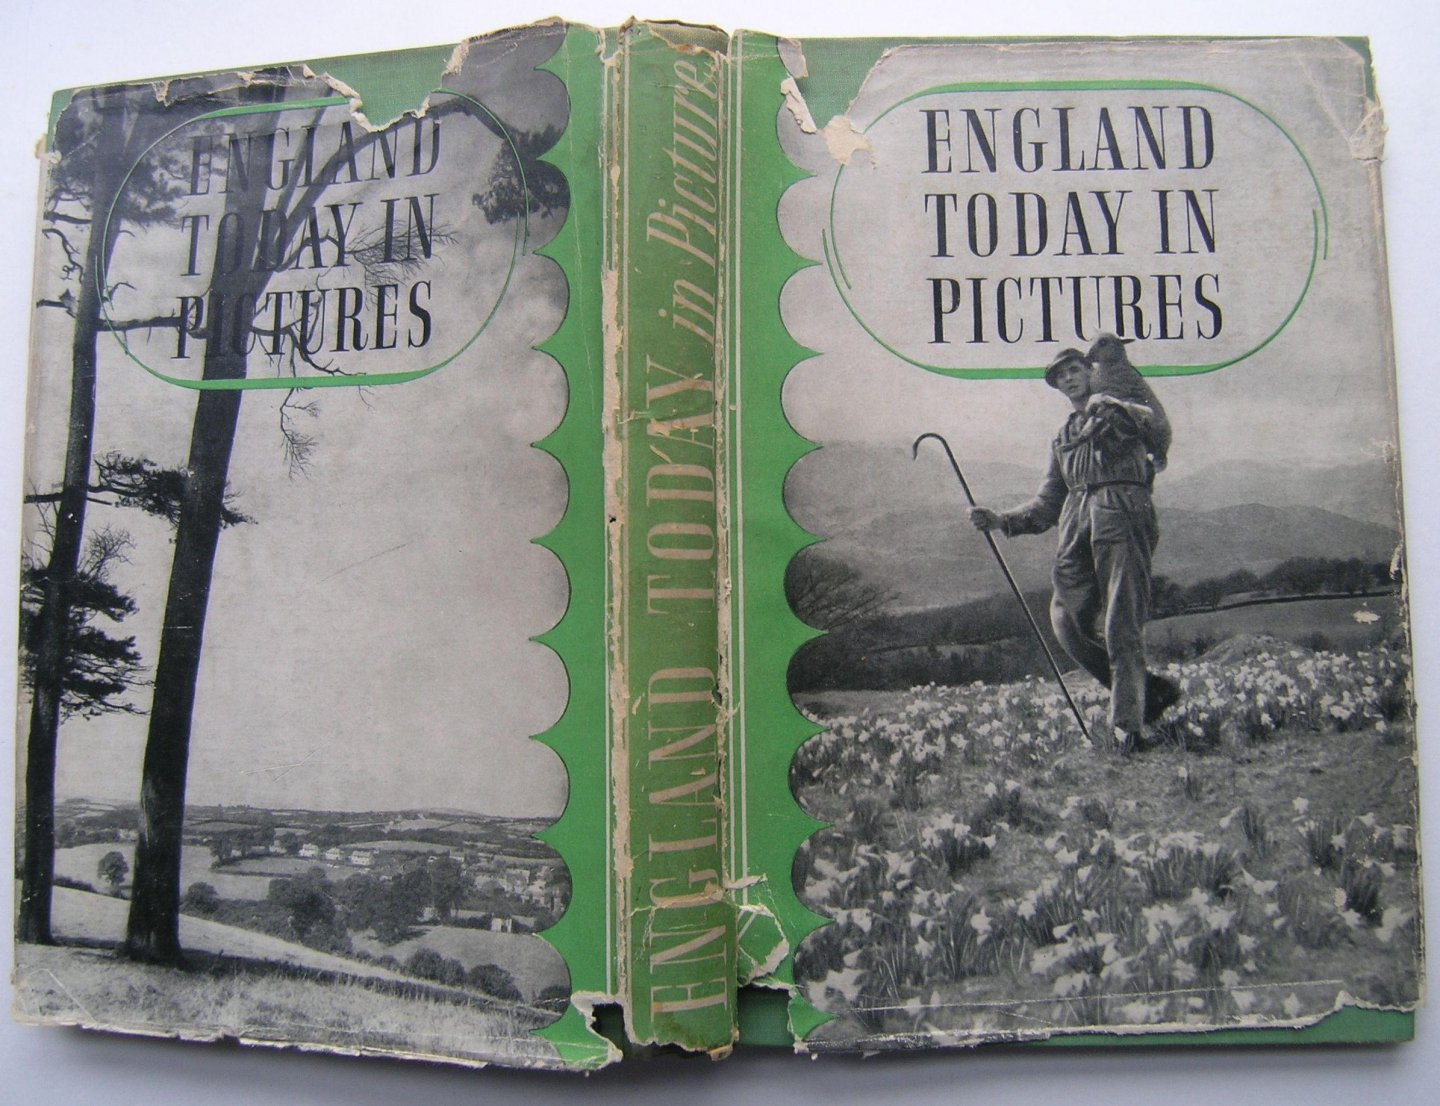 ENGLAND
TODAY IN
PICTURES
ENGLAND TODAY in Pictures
ENGLAND
TODAY IN
PICTURES